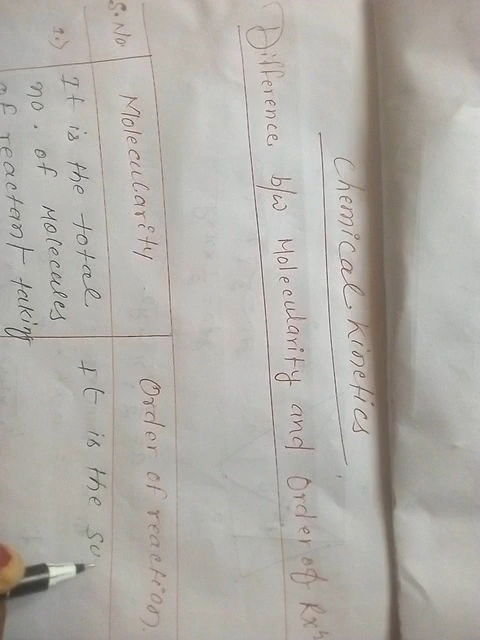 Chemical Kinetics
Difference b/w Molecularity and Order of Rxⁿ
S.No Molecularity Order of reaction.
1.) It is the total It is the su
no. of molecules
of reactant taking